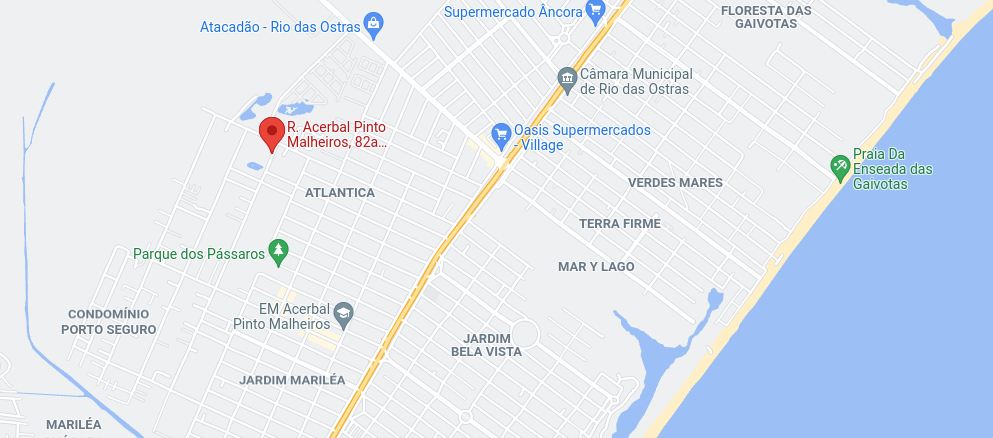 Supermercado Âncora
FLORESTA DAS
GAIVOTAS
Atacadão - Rio das Ostras
Câmara Municipal
de Rio das Ostras
R. Acerbal Pinto
Malheiros, 82a...
Oasis Supermercados
- Village
Praia Da
Enseada das
Gaivotas
ATLANTICA
VERDES MARES
TERRA FIRME
Parque dos Pássaros
MAR Y LAGO
CONDOMÍNIO
PORTO SEGURO
EM Acerbal
Pinto Malheiros
JARDIM
BELA VISTA
JARDIM MARILÉA
MARILÉA